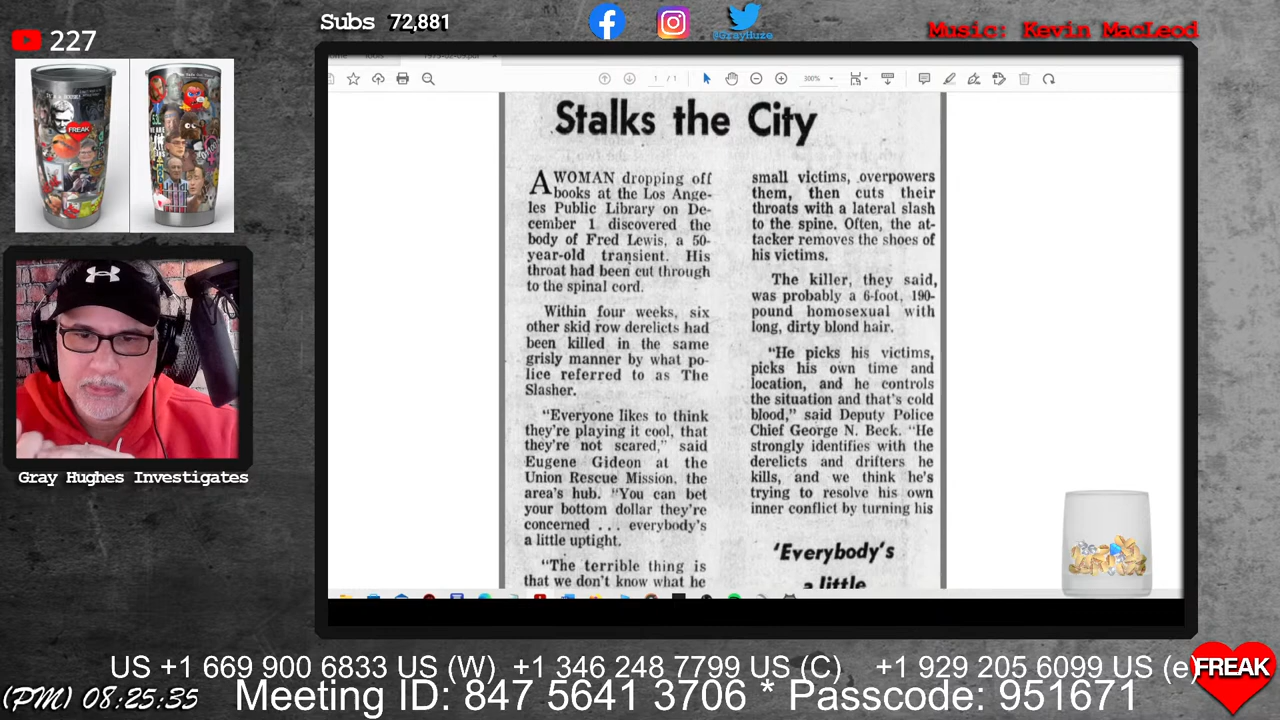 Subs 72,881
227
@GrayHuze
Music: Kevin MacLeod
FREAK
1 / 1
300%
Stalks the City
A WOMAN dropping off
books at the Los Ange-
les Public Library on De-
cember 1 discovered the
body of Fred Lewis, a 50-
year-old transient. His
throat had been cut through
to the spinal cord.
Within four weeks, six
other skid row derelicts had
been killed in the same
grisly manner by what po-
lice referred to as The
Slasher.
"Everyone likes to think
they're playing it cool, that
they're not scared," said
Eugene Gideon at the
Union Rescue Mission, the
area's hub. "You can bet
your bottom dollar they're
concerned . . . everybody's
a little uptight.
"The terrible thing is
that we don't know what he
small victims, overpowers
them, then cuts their
throats with a lateral slash
to the spine. Often, the at-
tacker removes the shoes of
his victims.
The killer, they said,
was probably a 6-foot, 190-
pound homosexual with
long, dirty blond hair.
"He picks his victims,
picks his own time and
location, and he controls
the situation and that's cold
blood," said Deputy Police
Chief George N. Beck. "He
strongly identifies with the
derelicts and drifters he
kills, and we think he's
trying to resolve his own
inner conflict by turning his
'Everybody's
a little
Gray Hughes Investigates
US +1 669 900 6833 US (W) +1 346 248 7799 US (C) +1 929 205 6099 US (e)
FREAK
(PM) 08:25:35
Meeting ID: 847 5641 3706 * Passcode: 951671